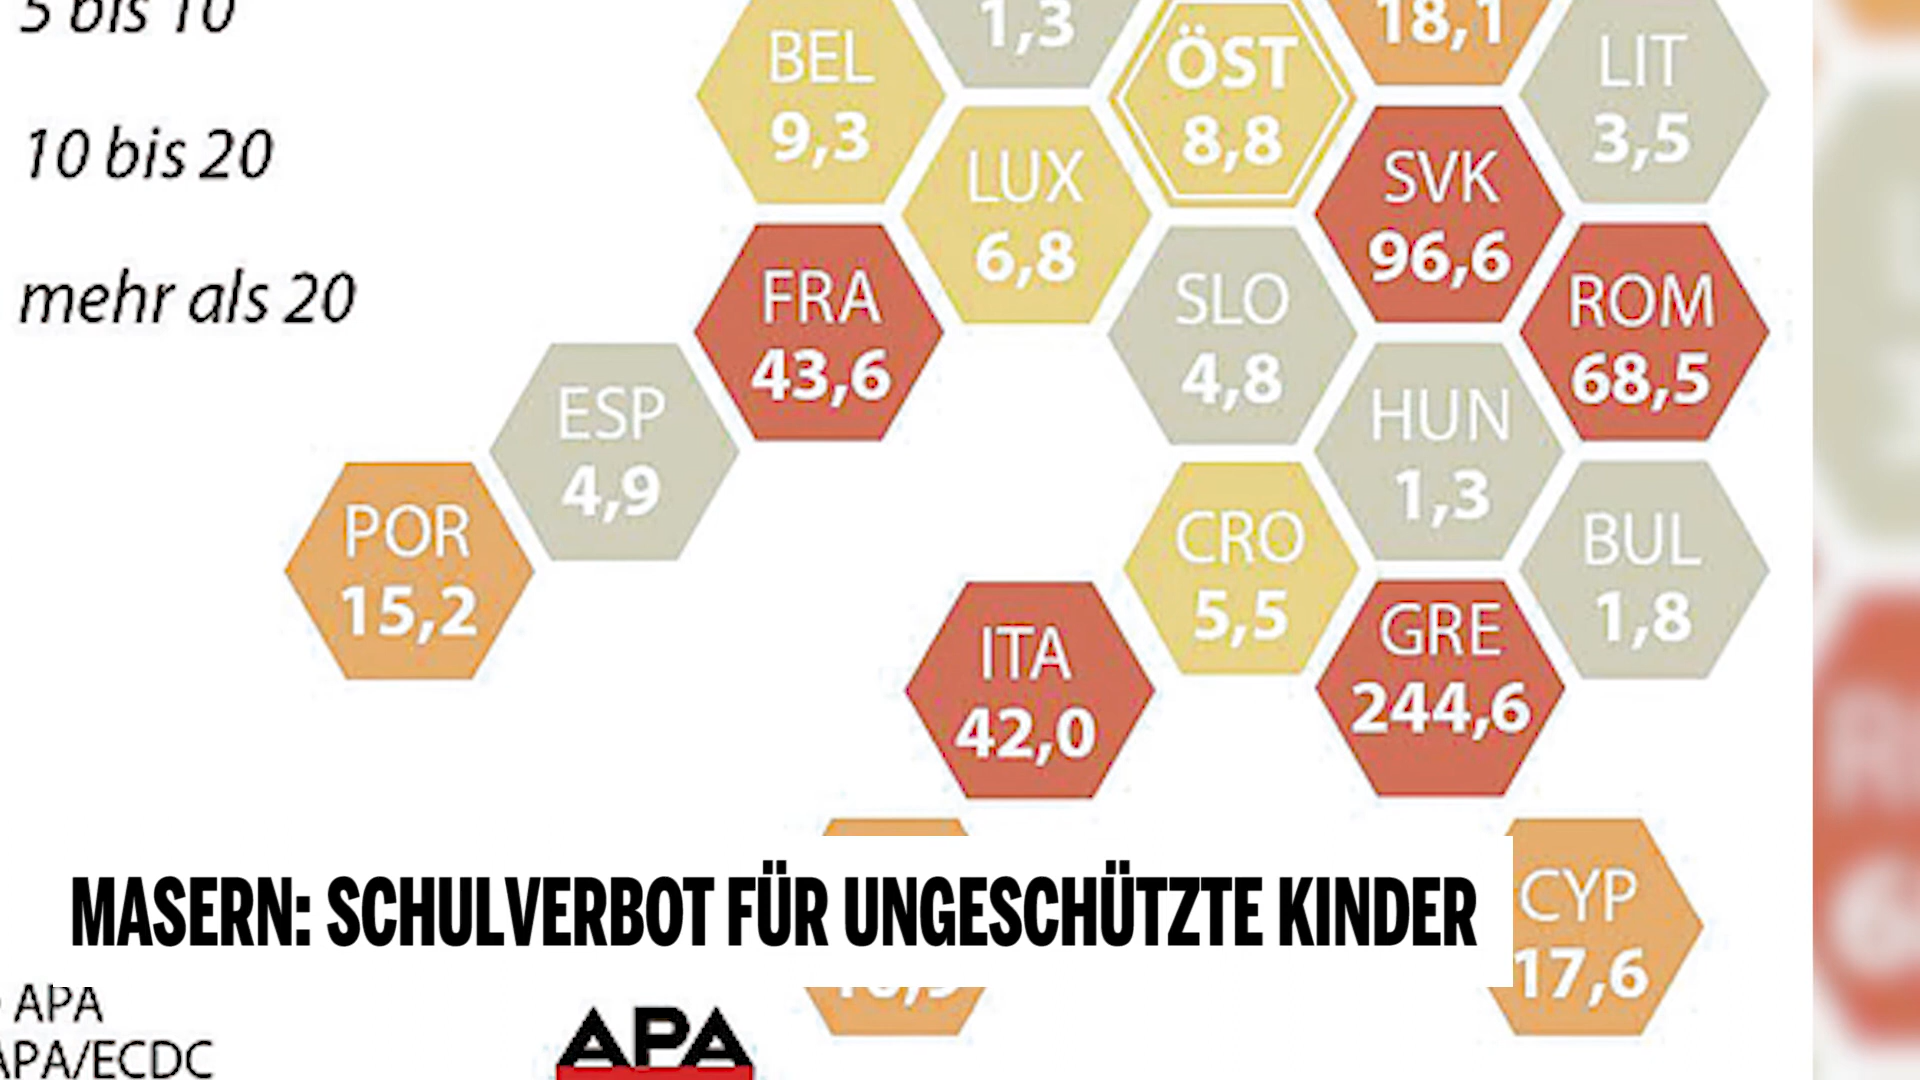 5 bis 10
10 bis 20
mehr als 20
1,3
18,1
BEL
9,3
ÖST
8,8
LIT
3,5
LUX
6,8
SVK
96,6
FRA
43,6
SLO
4,8
ROM
68,5
ESP
4,9
HUN
1,3
POR
15,2
CRO
5,5
BUL
1,8
ITA
42,0
GRE
244,6
CYP
17,6
MASERN: SCHULVERBOT FÜR UNGESCHÜTZTE KINDER
APA
APA/ECDC
APA